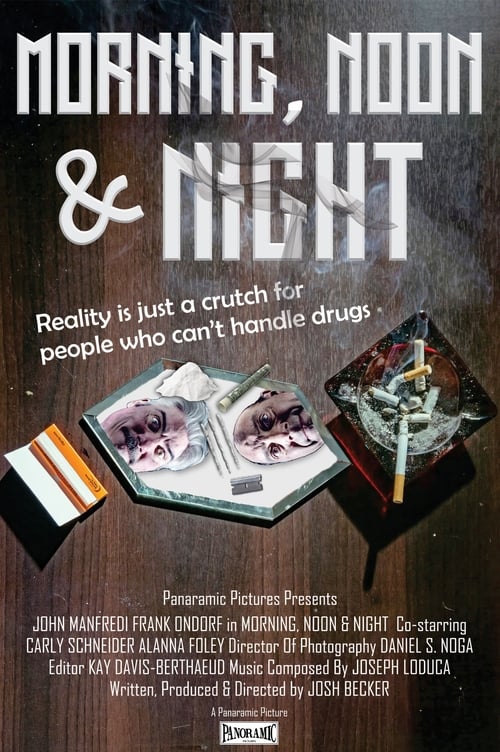 MORNING, NOON
& NIGHT
Reality is just a crutch for
people who can't handle drugs
Panaramic Pictures Presents
JOHN MANFREDI FRANK ONDORF in MORNING, NOON & NIGHT Co-starring
CARLY SCHNEIDER ALANNA FOLEY Director Of Photography DANIEL S. NOGA
Editor KAY DAVIS-BERTHAEUD Music Composed By JOSEPH LODUCA
Written, Produced & Directed by JOSH BECKER
A Panaramic Picture
PANORAMIC